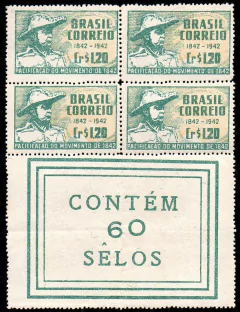 BRASIL
CORREIO
1842-1942
Cr$1,20
PACIFICAÇÃO DO MOVIMENTO DE 1842
BRASIL
CORREIO
1842-1942
Cr$1,20
PACIFICAÇÃO DO MOVIMENTO DE 1842
BRASIL
CORREIO
1842-1942
Cr$1,20
PACIFICAÇÃO DO MOVIMENTO DE 1842
BRASIL
CORREIO
1842-1942
Cr$1,20
PACIFICAÇÃO DO MOVIMENTO DE 1842
CONTÉM
60
SÊLOS